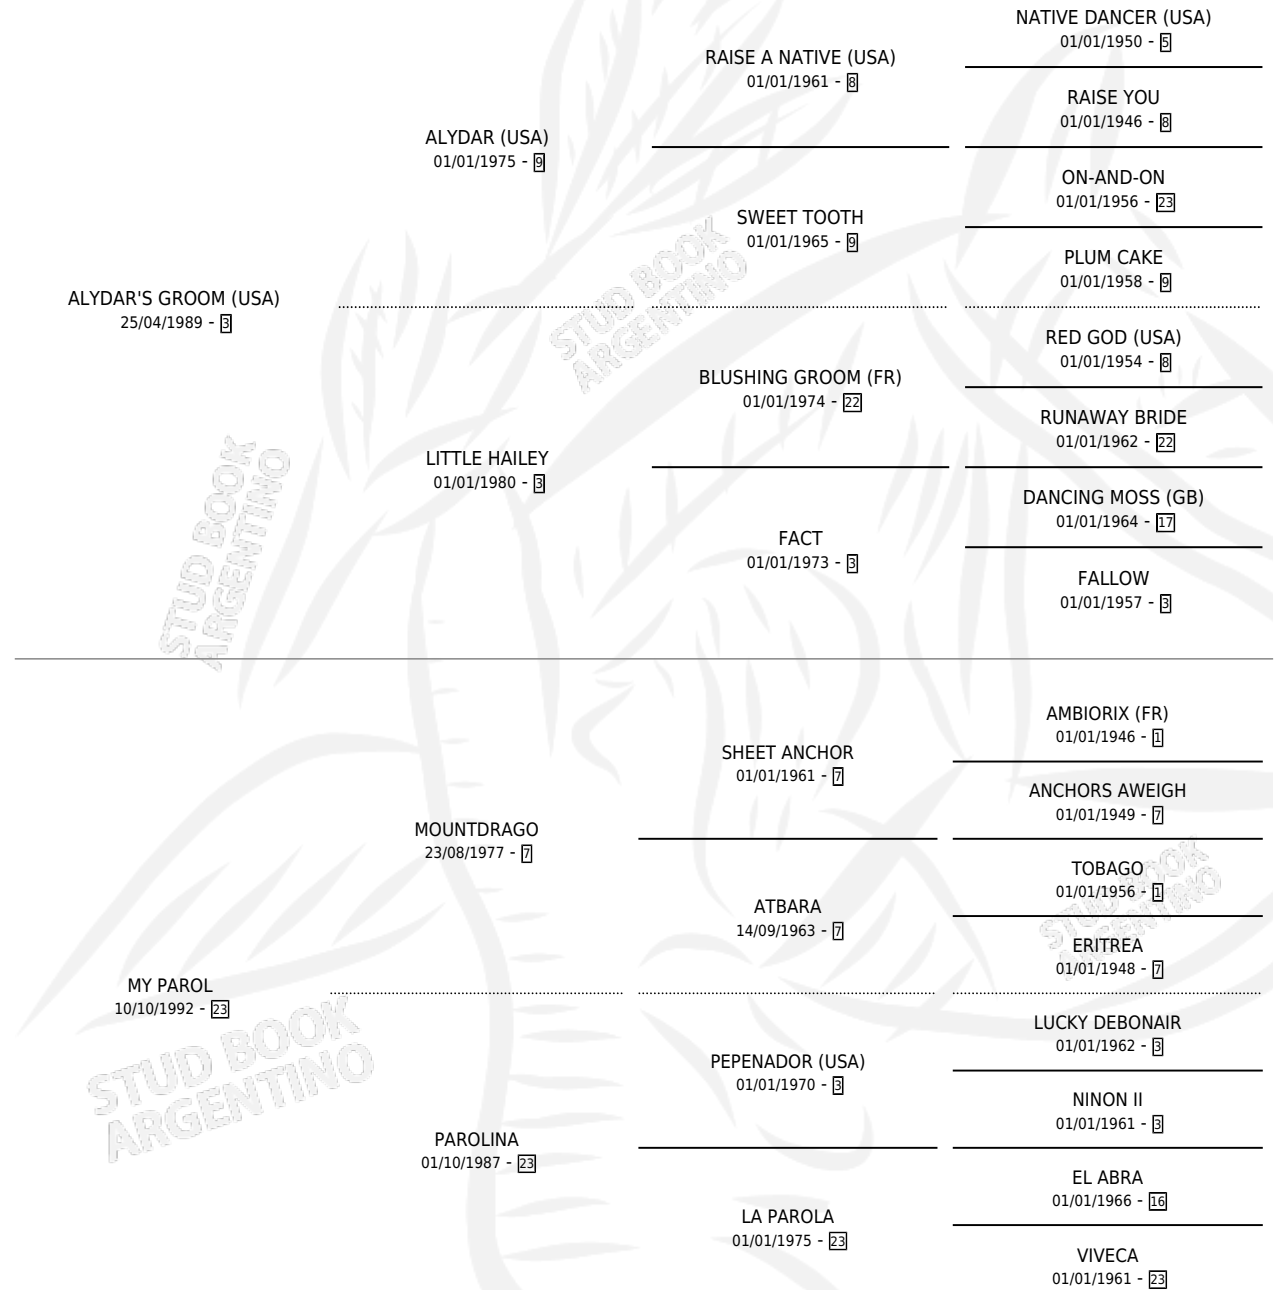 NATIVE DANCER (USA)
01/01/1950 - 5
RAISE A NATIVE (USA)
01/01/1961 - 8
RAISE YOU
01/01/1946 - 8
ALYDAR (USA)
01/01/1975 - 9
ON-AND-ON
01/01/1956 - 23
SWEET TOOTH
01/01/1965 - 9
PLUM CAKE
01/01/1958 - 9
ALYDAR'S GROOM (USA)
25/04/1989 - 3
RED GOD (USA)
01/01/1954 - 8
BLUSHING GROOM (FR)
01/01/1974 - 22
RUNAWAY BRIDE
01/01/1962 - 22
LITTLE HAILEY
01/01/1980 - 3
DANCING MOSS (GB)
01/01/1964 - 17
FACT
01/01/1973 - 3
FALLOW
01/01/1957 - 3
AMBIORIX (FR)
01/01/1946 - 1
SHEET ANCHOR
01/01/1961 - 7
ANCHORS AWEIGH
01/01/1949 - 7
MOUNTDRAGO
23/08/1977 - 7
TOBAGO
01/01/1956 - 1
ATBARA
14/09/1963 - 7
ERITREA
01/01/1948 - 7
MY PAROL
10/10/1992 - 23
LUCKY DEBONAIR
01/01/1962 - 3
PEPENADOR (USA)
01/01/1970 - 3
NINON II
01/01/1961 - 3
PAROLINA
01/10/1987 - 23
EL ABRA
01/01/1966 - 16
LA PAROLA
01/01/1975 - 23
VIVECA
01/01/1961 - 23
STUD BOOK
ARGENTINO
STUD BOOK
ARGENTINO
STUD BOOK
ARGENTINO
STUD BOOK
ARGENTINO